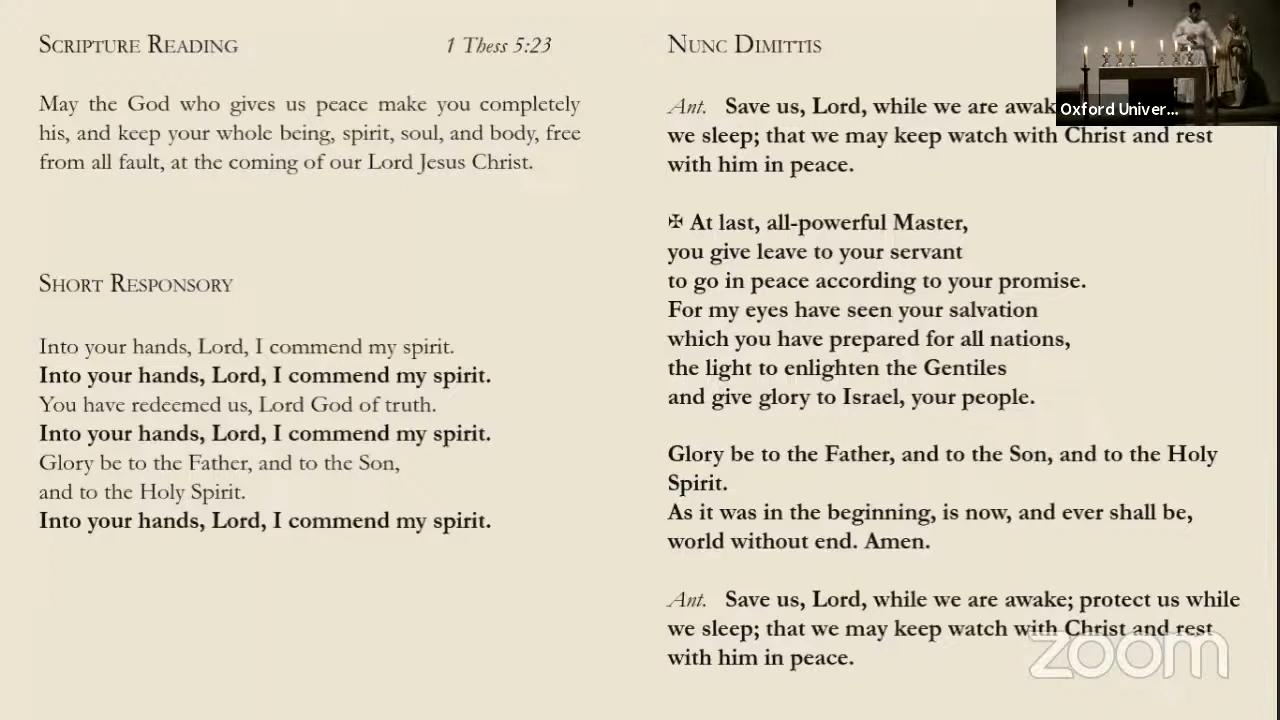 SCRIPTURE READING 1 Thess 5:23
May the God who gives us peace make you completely
his, and keep your whole being, spirit, soul, and body, free
from all fault, at the coming of our Lord Jesus Christ.
SHORT RESPONSORY
Into your hands, Lord, I commend my spirit.
Into your hands, Lord, I commend my spirit.
You have redeemed us, Lord God of truth.
Into your hands, Lord, I commend my spirit.
Glory be to the Father, and to the Son,
and to the Holy Spirit.
Into your hands, Lord, I commend my spirit.
NUNC DIMITTIS
Ant. Save us, Lord, while we are
we sleep; that we may keep watch with Christ and rest
with him in peace.
✠ At last, all-powerful Master,
you give leave to your servant
to go in peace according to your promise.
For my eyes have seen your salvation
which you have prepared for all nations,
the light to enlighten the Gentiles
and give glory to Israel, your people.
Glory be to the Father, and to the Son, and to the Holy
Spirit.
As it was in the beginning, is now, and ever shall be,
world without end. Amen.
Ant. Save us, Lord, while we are awake; protect us while
we sleep; that we may keep watch with Christ and rest
with him in peace.
Oxford Univer...
zoom